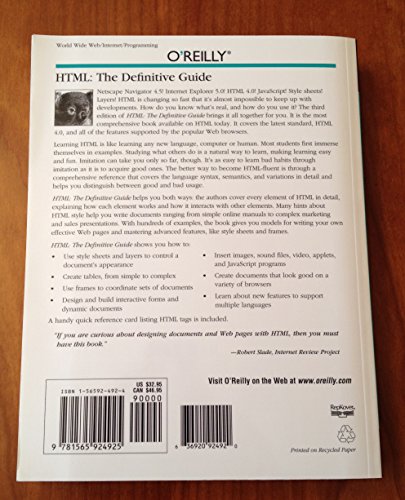 World Wide Web/Internet/Programming
O'REILLY®
HTML: The Definitive Guide
Netscape Navigator 4.5! Internet Explorer 5.0! HTML 4.0! JavaScript! Style sheets!
Layers! HTML is changing so fast that it's almost impossible to keep up with
developments. How do you know what's real, and how do you use it? The third
edition of HTML: The Definitive Guide brings it all together for you. It is the most
comprehensive book available on HTML today. It covers the latest standard, HTML
4.0, and all of the features supported by the popular Web browsers.
Learning HTML is like learning any new language, computer or human. Most students first
immerse themselves in examples. Studying what others do is a natural way to learn, making learning easy
and fun. Imitation can take you only so far, though. It's as easy to learn bad habits through
imitation as it is to acquire good ones. The better way to become HTML-fluent is through a
comprehensive reference that covers the language syntax, semantics, and variations in detail and
helps you distinguish between good and bad usage.
HTML: The Definitive Guide helps you both ways: the authors cover every element of HTML in detail,
explaining how each element works and how it interacts with other elements. Many hints about
HTML style help you write documents ranging from simple online manuals to complex marketing
and sales presentations. With hundreds of examples, the book gives you models for writing your own
effective Web pages and mastering advanced features, like style sheets and frames.
HTML: The Definitive Guide shows you how to:
• Use style sheets and layers to control a
document's appearance
• Create tables, from simple to complex
• Use frames to coordinate sets of documents
• Design and build interactive forms and
dynamic documents
• Insert images, sound files, video, applets,
and JavaScript programs
• Create documents that look good on a
variety of browsers
• Learn about new features to support
multiple languages
A handy quick reference card listing HTML tags is included.
"If you are curious about designing documents and Web pages with HTML, then you must
have this book."
—Robert Slade, Internet Review Project
US $32.95
CAN $46.95
ISBN 1-56592-492-4
90000
9 781565 924925
6 36920 92492 0
Visit O'Reilly on the Web at www.oreilly.com
RepKover
Printed on Recycled Paper